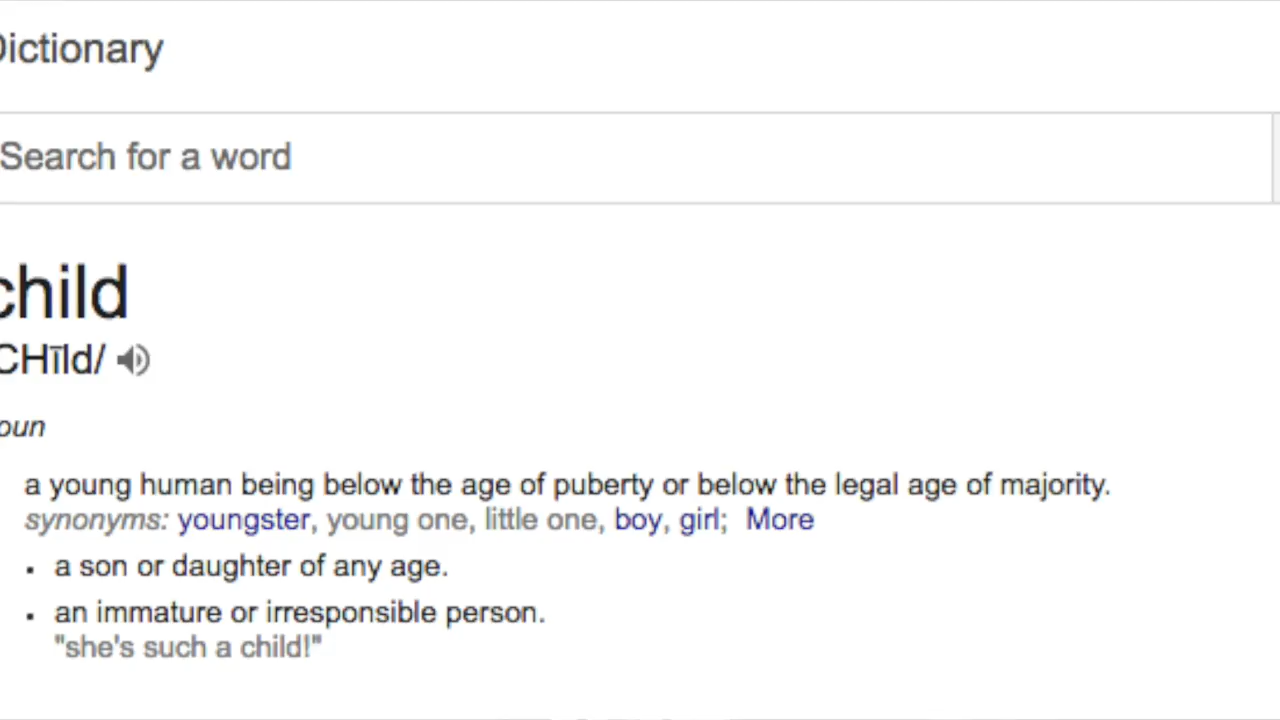 Dictionary
Search for a word
child
CHīld/
noun
a young human being below the age of puberty or below the legal age of majority.
synonyms: youngster, young one, little one, boy, girl; More
a son or daughter of any age.
an immature or irresponsible person.
"she's such a child!"